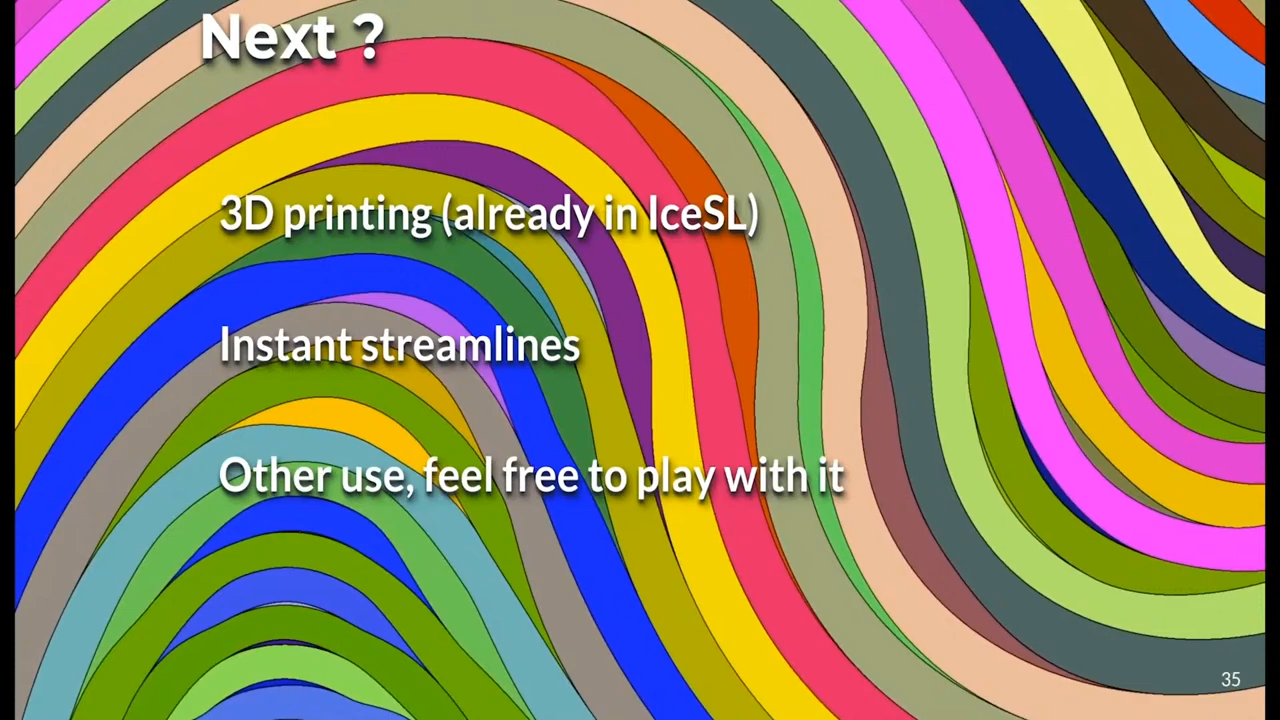 Next ?
3D printing (already in IceSL)
Instant streamlines
Other use, feel free to play with it
35